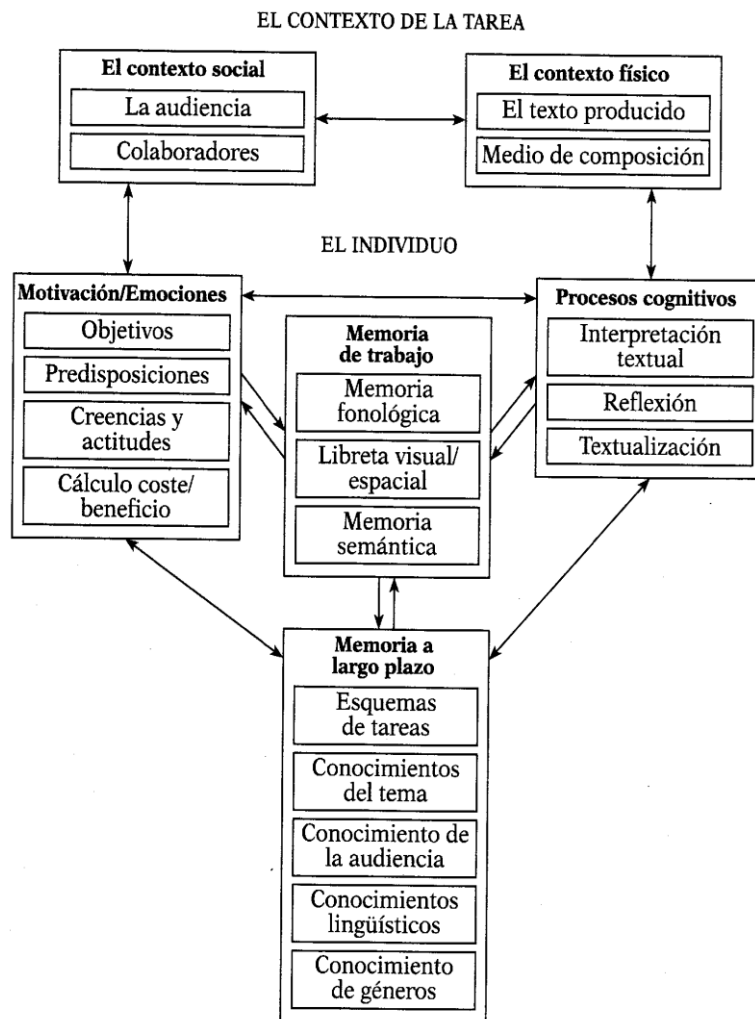 EL CONTEXTO DE LA TAREA
El contexto social
La audiencia
Colaboradores
El contexto físico
El texto producido
Medio de composición
EL INDIVIDUO
Motivación/Emociones
Objetivos
Predisposiciones
Creencias y
actitudes
Cálculo coste/
beneficio
Memoria
de trabajo
Memoria
fonológica
Libreta visual/
espacial
Memoria
semántica
Procesos cognitivos
Interpretación
textual
Reflexión
Textualización
Memoria a
largo plazo
Esquemas
de tareas
Conocimientos
del tema
Conocimiento de
la audiencia
Conocimientos
lingüísticos
Conocimiento
de géneros